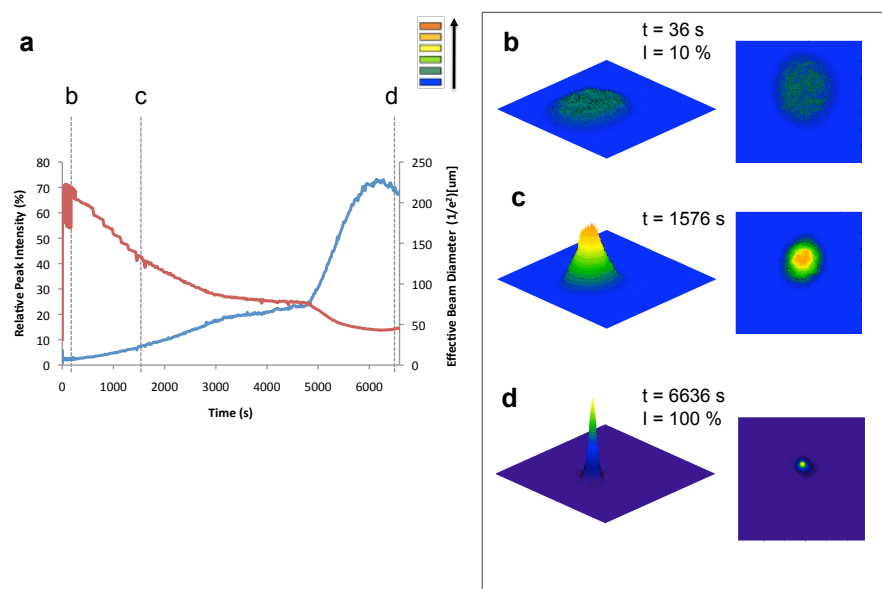 a
b c d
80
70
60
50
40
30
20
10
0
Relative Peak Intensity (%)
250
200
150
100
50
0
Effective Beam Diameter (1/e²)[um]
0 1000 2000 3000 4000 5000 6000
Time (s)
b
t = 36 s
I = 10 %
c
t = 1576 s
d
t = 6636 s
I = 100 %